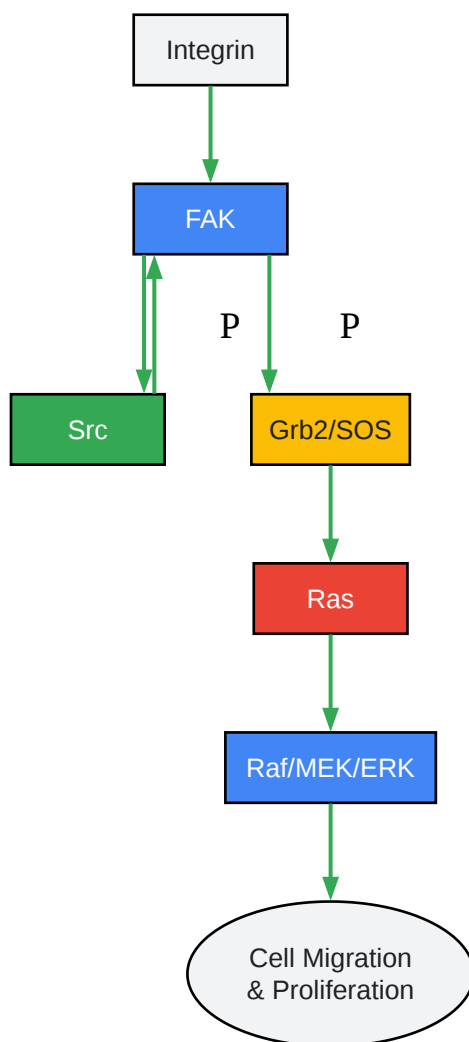 Integrin
FAK
P P
Src Grb2/SOS
Ras
Raf/MEK/ERK
Cell Migration
& Proliferation